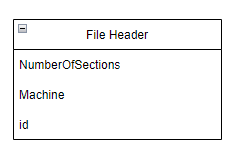 File Header
NumberOfSections
Machine
id